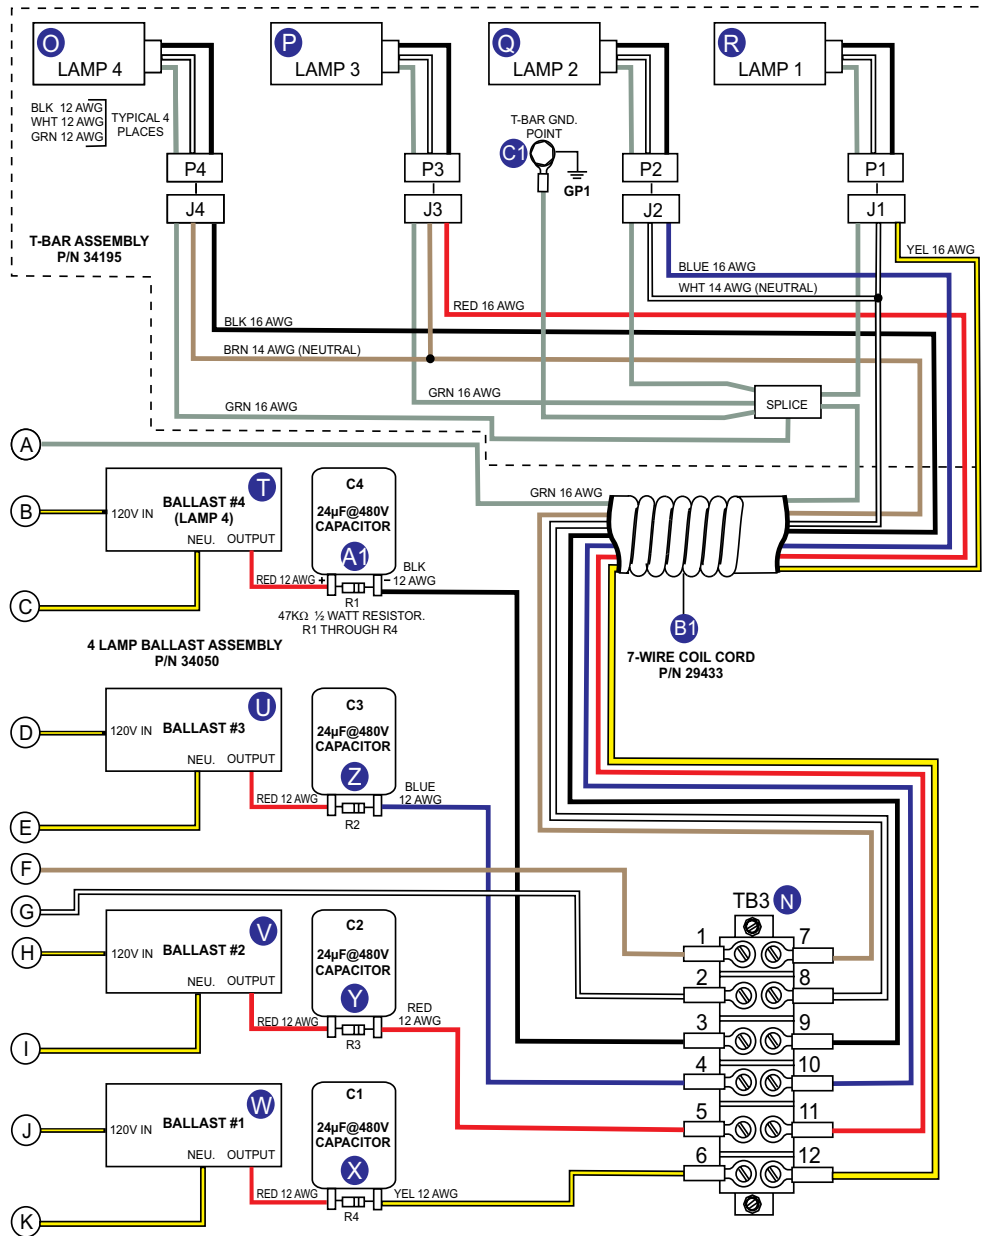 O
LAMP 4
P
LAMP 3
Q
LAMP 2
R
LAMP 1
BLK 12 AWG
WHT 12 AWG
GRN 12 AWG
TYPICAL 4
PLACES
T-BAR GND.
POINT
C1
GP1
P4
P3
P2
P1
J4
J3
J2
J1
T-BAR ASSEMBLY
P/N 34195
YEL 16 AWG
BLUE 16 AWG
WHT 14 AWG (NEUTRAL)
RED 16 AWG
BLK 16 AWG
BRN 14 AWG (NEUTRAL)
GRN 16 AWG
GRN 16 AWG
SPLICE
A
GRN 16 AWG
B
120V IN
BALLAST #4
(LAMP 4)
T
NEU.
OUTPUT
C4
24µF@480V
CAPACITOR
A1
RED 12 AWG
+
–
BLK
12 AWG
R1
47KΩ ½ WATT RESISTOR.
R1 THROUGH R4
C
B1
7-WIRE COIL CORD
P/N 29433
4 LAMP BALLAST ASSEMBLY
P/N 34050
D
120V IN
BALLAST #3
U
NEU.
OUTPUT
C3
24µF@480V
CAPACITOR
Z
RED 12 AWG
BLUE
12 AWG
R2
E
F
G
H
120V IN
BALLAST #2
V
NEU.
OUTPUT
C2
24µF@480V
CAPACITOR
Y
RED 12 AWG
RED
12 AWG
R3
I
J
120V IN
BALLAST #1
W
NEU.
OUTPUT
C1
24µF@480V
CAPACITOR
X
RED 12 AWG
YEL 12 AWG
R4
K
TB3
N
1
7
2
8
3
9
4
10
5
11
6
12